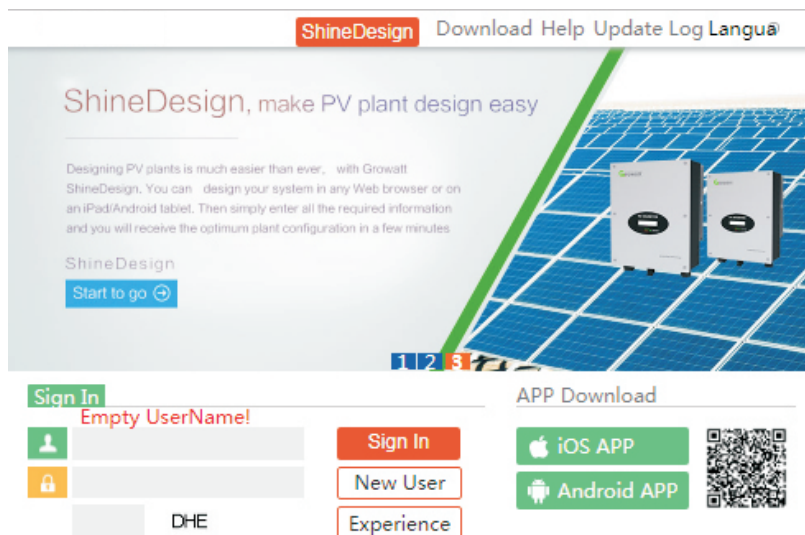 ShineDesign Download Help Update Log Langua
ShineDesign, make PV plant design easy
Designing PV plants is much easier than ever, with Growatt
ShineDesign. You can design your system in any Web browser or on
an iPad/Android tablet. Then simply enter all the required information
and you will receive the optimum plant configuration in a few minutes
ShineDesign
Start to go
Growatt
1 2 3
Sign In
Empty UserName!
Sign In
New User
DHE
Experience
APP Download
iOS APP
Android APP